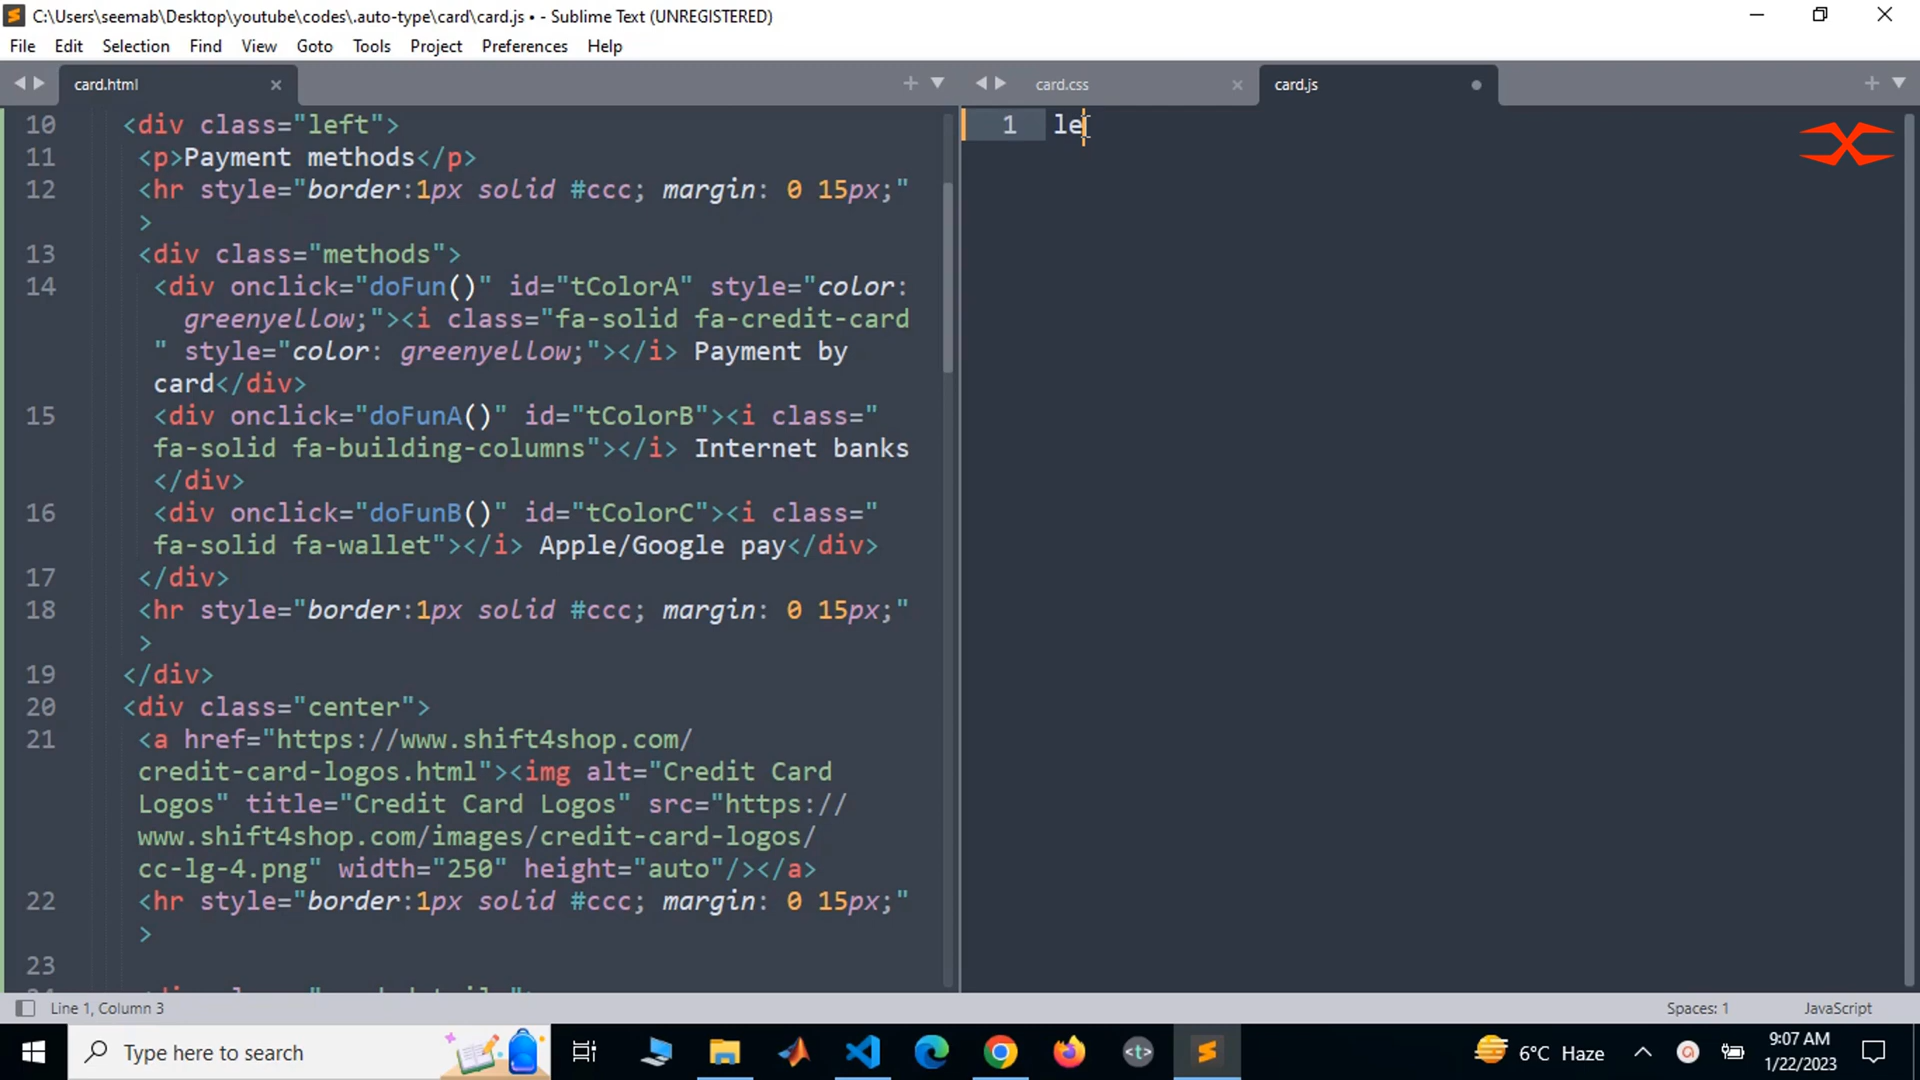 C:\Users\seemab\Desktop\youtube\codes\.auto-type\card\card.js • - Sublime Text (UNREGISTERED)
File Edit Selection Find View Goto Tools Project Preferences Help
card.html
card.css card.js
10 <div class="left">
11 <p>Payment methods</p>
12 <hr style="border:1px solid #ccc; margin: 0 15px;"
>
13 <div class="methods">
14 <div onclick="doFun()" id="tColorA" style="color:
greenyellow;"><i class="fa-solid fa-credit-card
" style="color: greenyellow;"></i> Payment by
card</div>
15 <div onclick="doFunA()" id="tColorB"><i class="
fa-solid fa-building-columns"></i> Internet banks
</div>
16 <div onclick="doFunB()" id="tColorC"><i class="
fa-solid fa-wallet"></i> Apple/Google pay</div>
17 </div>
18 <hr style="border:1px solid #ccc; margin: 0 15px;"
>
19 </div>
20 <div class="center">
21 <a href="https://www.shift4shop.com/
credit-card-logos.html"><img alt="Credit Card
Logos" title="Credit Card Logos" src="https://
www.shift4shop.com/images/credit-card-logos/
cc-lg-4.png" width="250" height="auto"/></a>
22 <hr style="border:1px solid #ccc; margin: 0 15px;"
>
23
1 le
Line 1, Column 3
Spaces: 1 JavaScript
Type here to search
<t>
6°C Haze
9:07 AM
1/22/2023